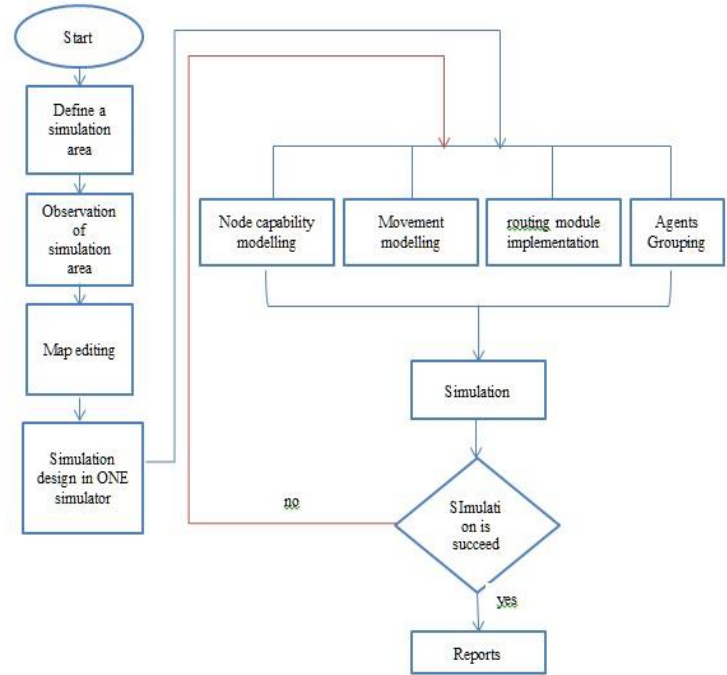 Start
Define a
simulation
area
Observation
of
simulation
area
Map editing
Simulation
design in ONE
simulator
Node capability
modelling
Movement
modelling
routing module
implementation
Agents
Grouping
Simulation
SImulati
on is
succeed
no
yes
Reports